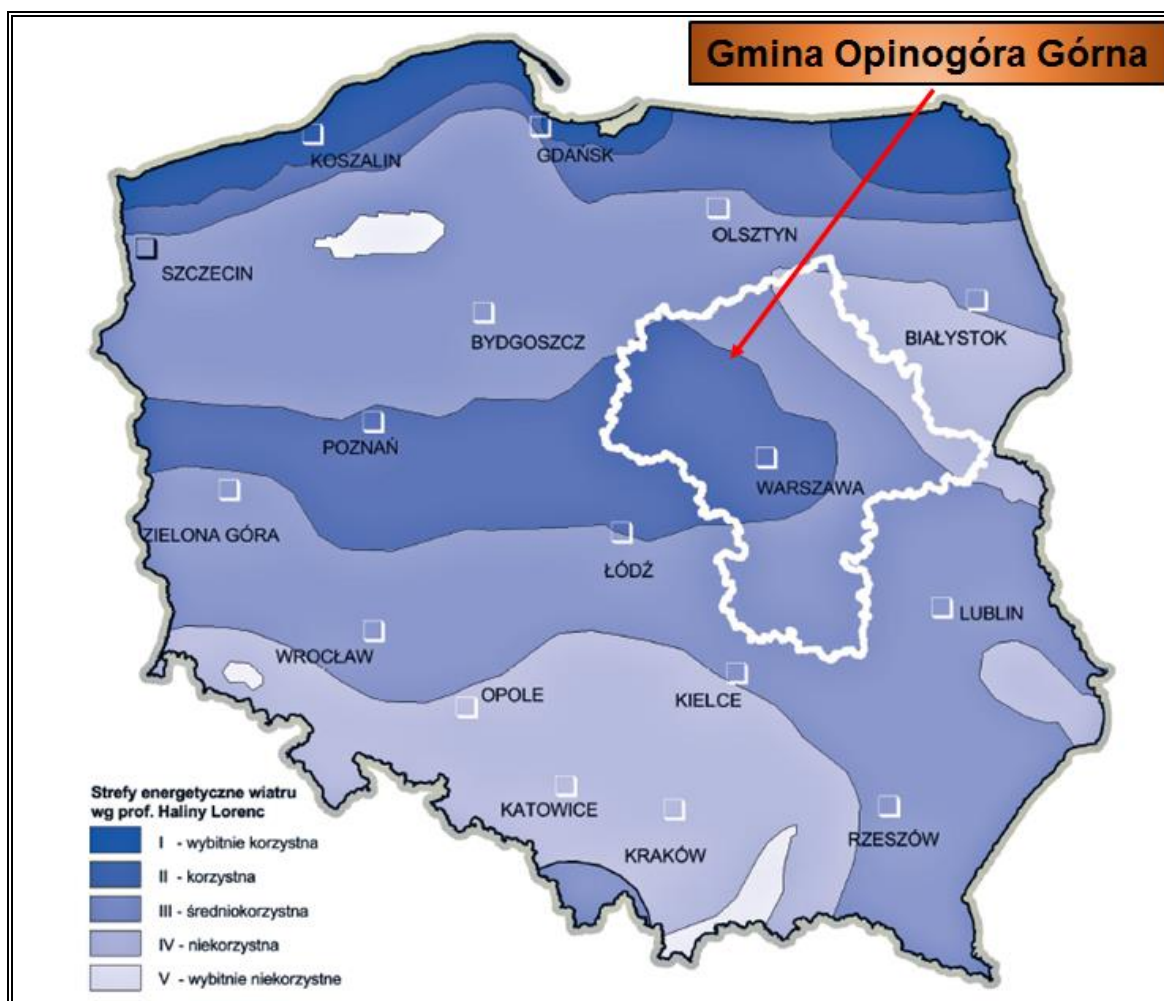 Gmina Opinogóra Górna
KOSZALIN
GDAŃSK
OLSZTYN
SZCZECIN
BYDGOSZCZ
BIAŁYSTOK
POZNAŃ
WARSZAWA
ZIELONA GÓRA
ŁÓDŹ
LUBLIN
WROCŁAW
OPOLE
KIELCE
KATOWICE
KRAKÓW
RZESZÓW
Strefy energetyczne wiatru
wg prof. Haliny Lorenc
I - wybitnie korzystna
II - korzystna
III - średniokorzystna
IV - niekorzystna
V - wybitnie niekorzystne